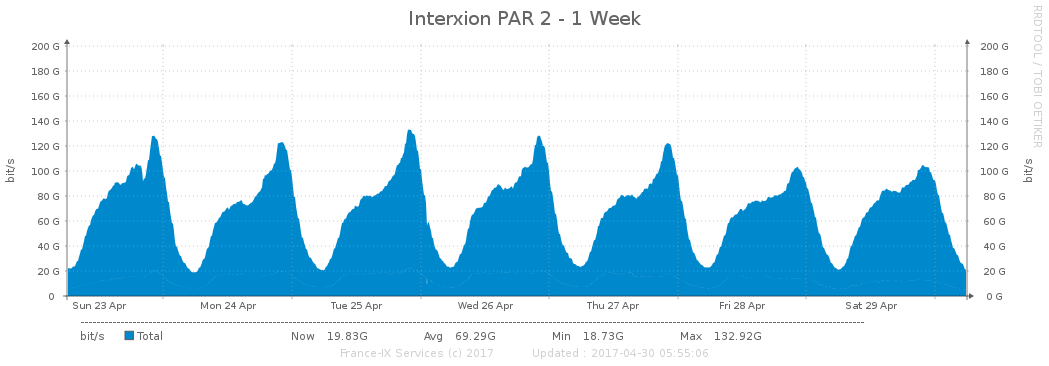 Interxion PAR 2 - 1 Week
RRDTOOL / TOBI OETIKER
bit/s
200 G
180 G
160 G
140 G
120 G
100 G
80 G
60 G
40 G
20 G
0
200 G
180 G
160 G
140 G
120 G
100 G
80 G
60 G
40 G
20 G
0 G
bit/s
Sun 23 Apr Mon 24 Apr Tue 25 Apr Wed 26 Apr Thu 27 Apr Fri 28 Apr Sat 29 Apr
bit/s Total Now 19.83G Avg 69.29G Min 18.73G Max 132.92G
France-IX Services (c) 2017 Updated : 2017-04-30 05:55:06